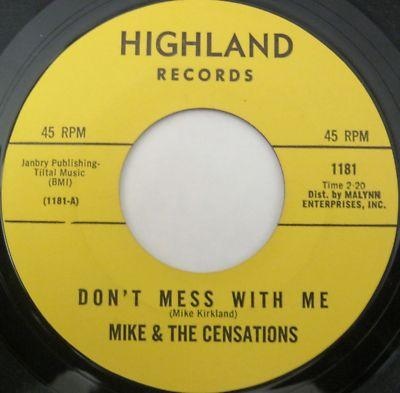 HIGHLAND
RECORDS
45 RPM
45 RPM
Janbry Publishing-
Tiltal Music
(BMI)
(1181-A)
1181
Time 2-20
Dist. by MALYNN
ENTERPRISES, INC.
DON'T MESS WITH ME
(Mike Kirkland)
MIKE & THE CENSATIONS